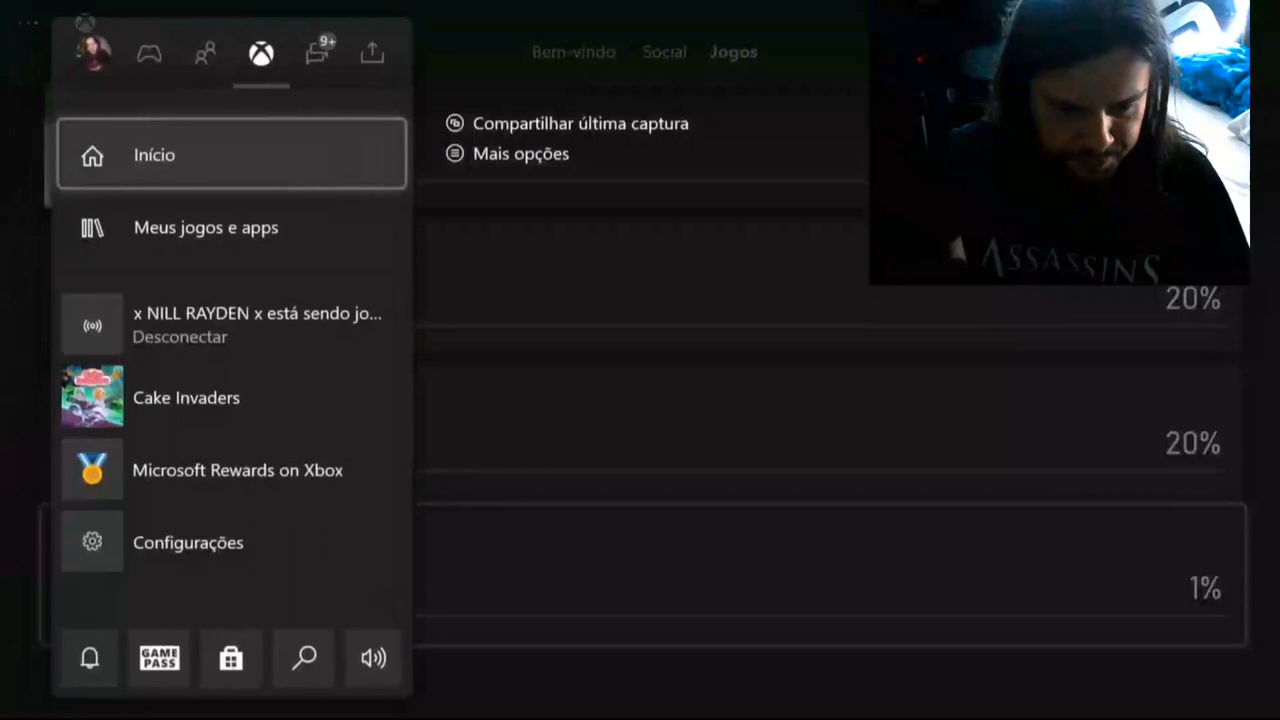 9+
Bem-vindo Social Jogos
Início
Compartilhar última captura
Mais opções
Meus jogos e apps
x NILL RAYDEN x está sendo jo...
Desconectar
Cake Invaders
Microsoft Rewards on Xbox
Configurações
GAME
PASS
ASSASSINS
20%
20%
1%